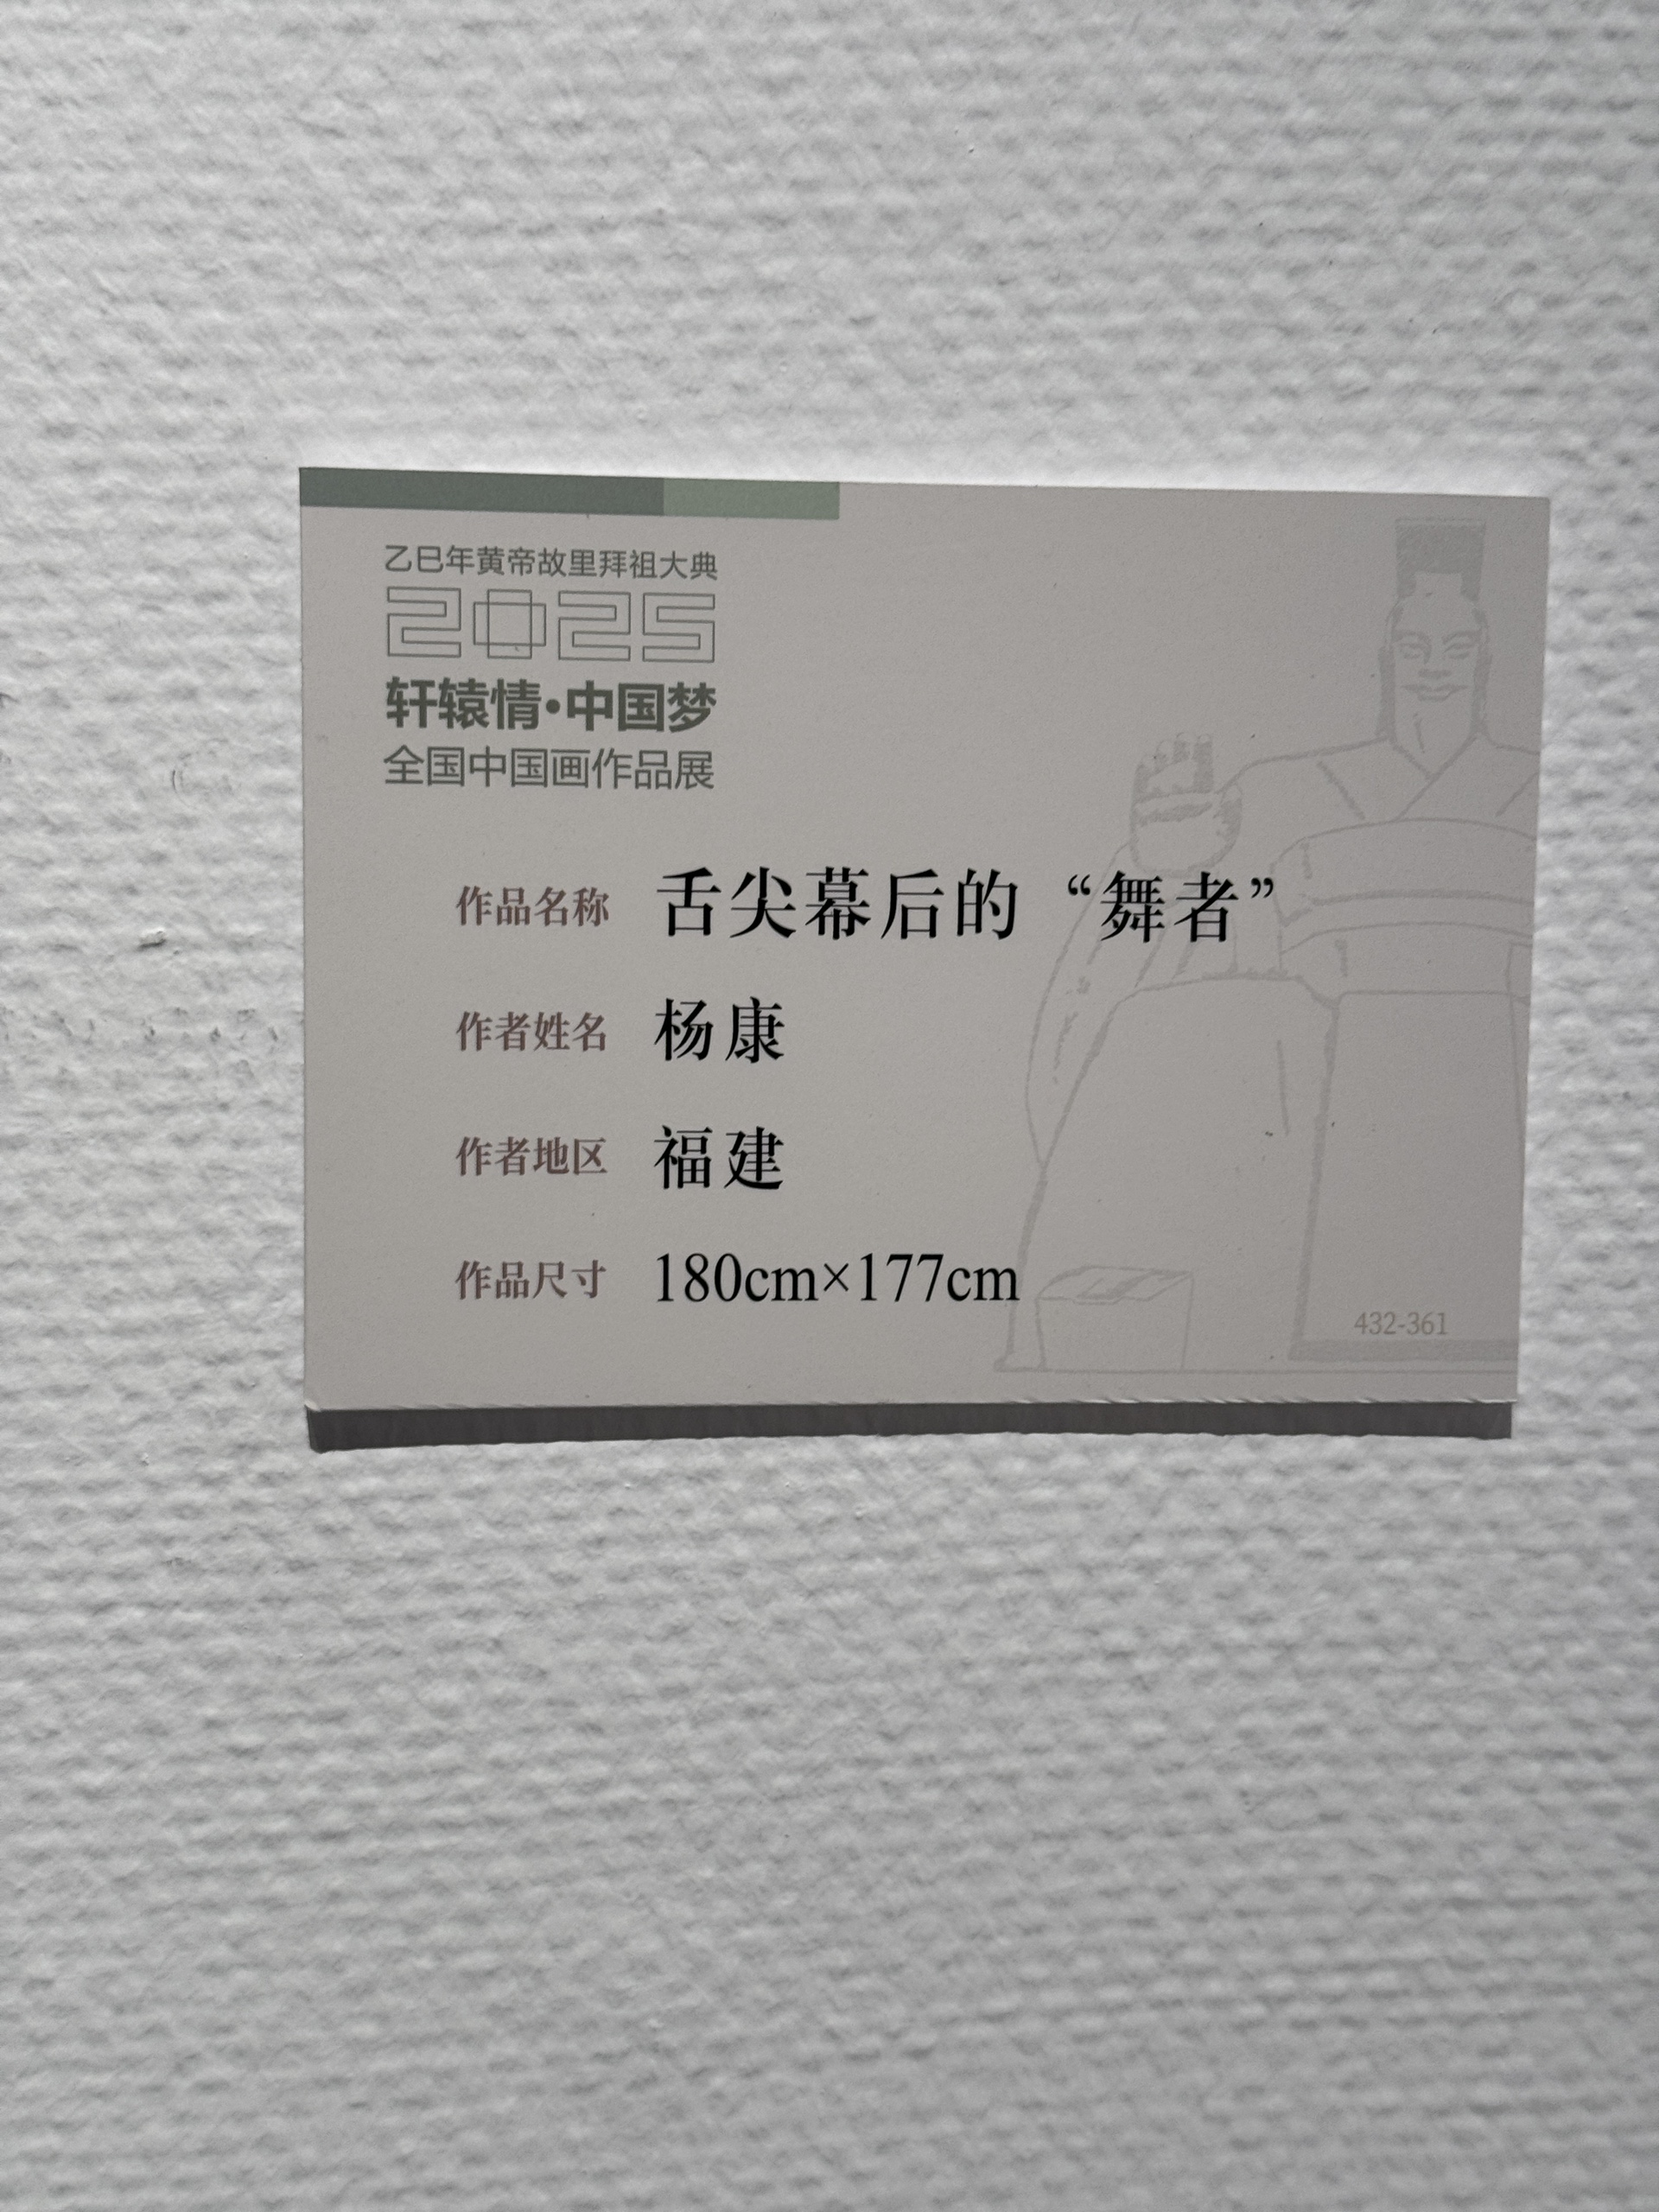 乙巳年黄帝故里拜祖大典
2025
轩辕情·中国梦
全国中国画作品展
作品名称 舌尖幕后的“舞者”
作者姓名 杨康
作者地区 福建
作品尺寸 180cm×177cm
432-361